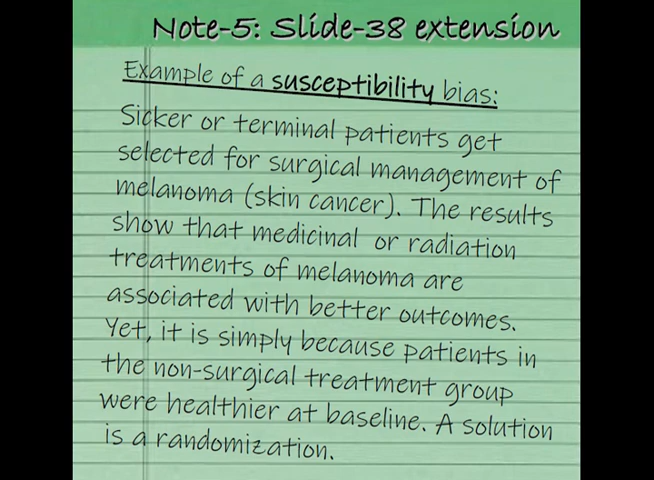 Note-5: Slide-38 extension
Example of a susceptibility bias:
Sicker or terminal patients get
selected for surgical management of
melanoma (skin cancer). The results
show that medicinal or radiation
treatments of melanoma are
associated with better outcomes.
Yet, it is simply because patients in
the non-surgical treatment group
were healthier at baseline. A solution
is a randomization.